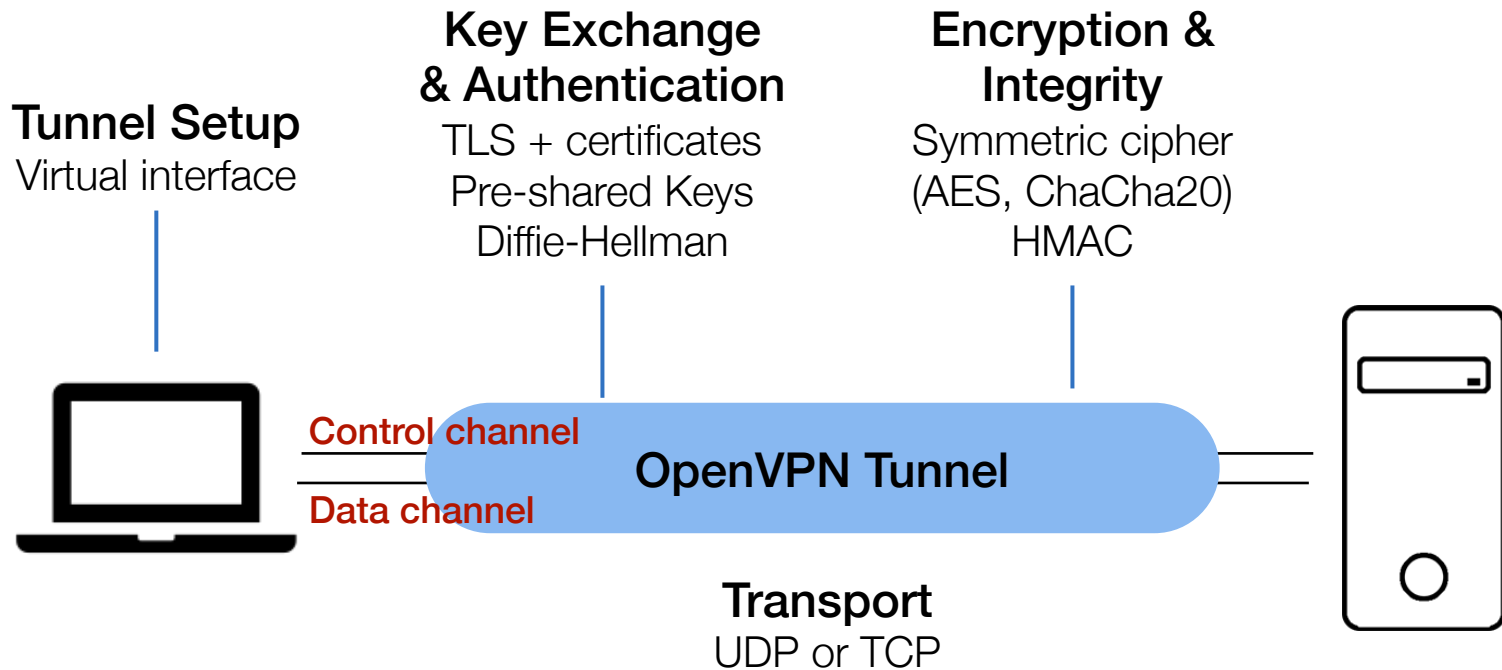 Tunnel Setup
Virtual interface
Key Exchange
& Authentication
TLS + certificates
Pre-shared Keys
Diffie-Hellman
Encryption &
Integrity
Symmetric cipher
(AES, ChaCha20)
HMAC
Control channel
OpenVPN Tunnel
Data channel
Transport
UDP or TCP